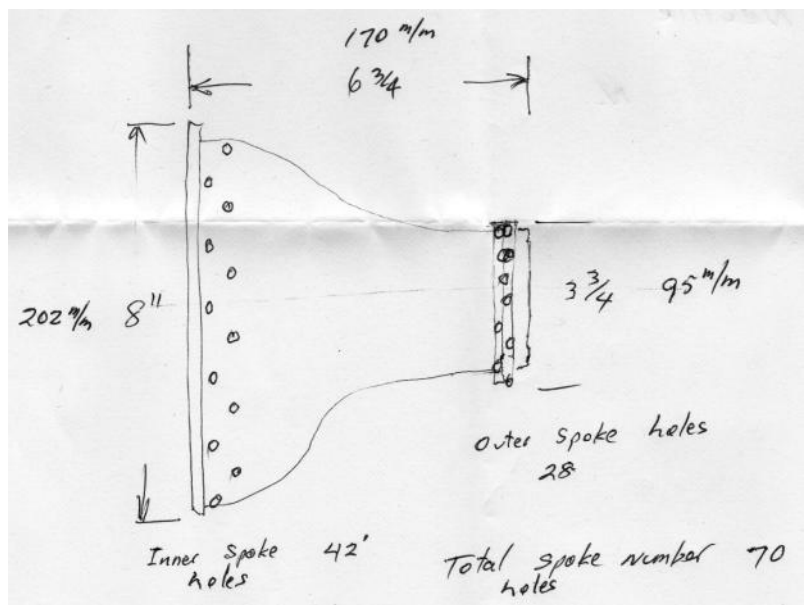 170 m/m
6 3/4
202 m/m 8"
3 3/4 95 m/m
Outer spoke holes
28
Inner spoke holes 42'
Total spoke number holes 70